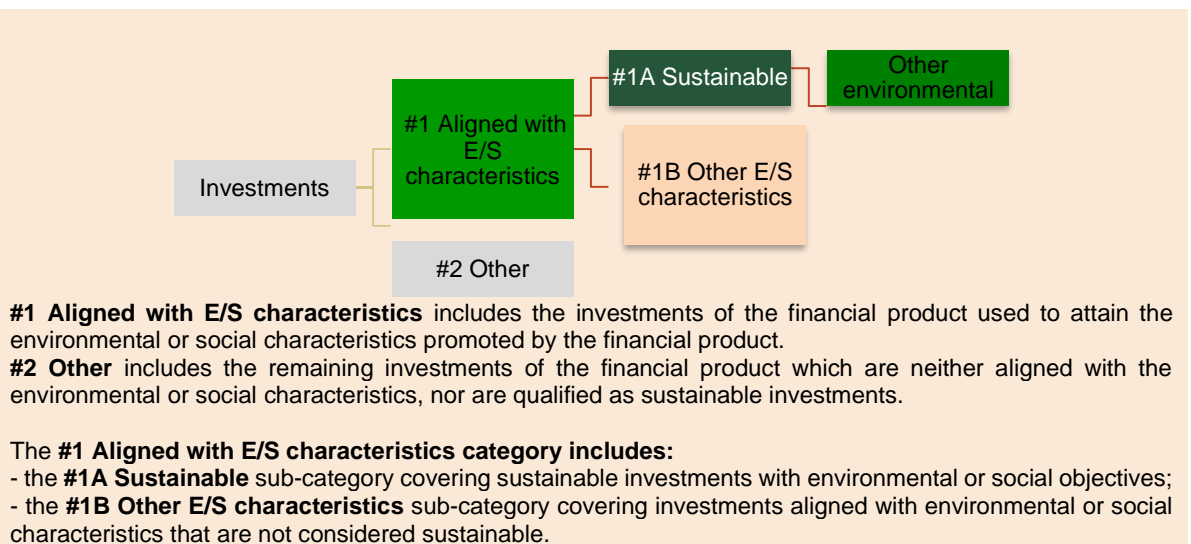 #1A Sustainable
Other
environmental
#1 Aligned with
E/S
characteristics
#1B Other E/S
characteristics
Investments
#2 Other
#1 Aligned with E/S characteristics includes the investments of the financial product used to attain the
environmental or social characteristics promoted by the financial product.
#2 Other includes the remaining investments of the financial product which are neither aligned with the
environmental or social characteristics, nor are qualified as sustainable investments.
The #1 Aligned with E/S characteristics category includes:
- the #1A Sustainable sub-category covering sustainable investments with environmental or social objectives;
- the #1B Other E/S characteristics sub-category covering investments aligned with environmental or social
characteristics that are not considered sustainable.